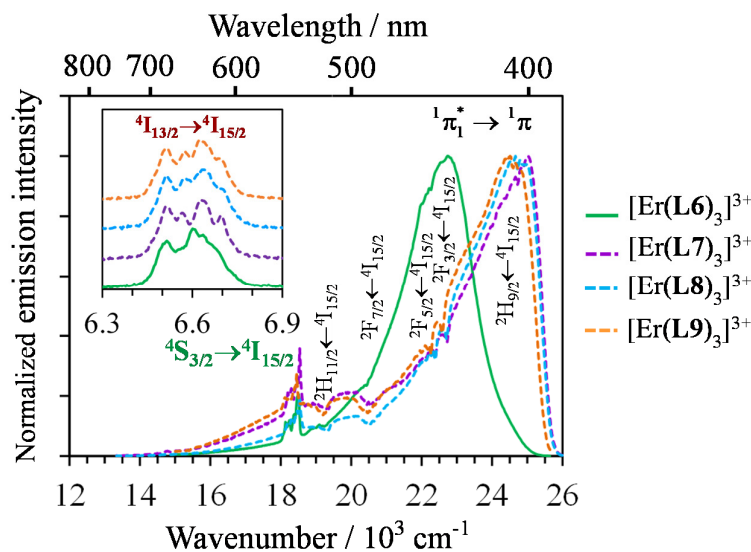 Wavelength / nm
800 700 600 500 400
⁴I₁₃/₂→⁴I₁₅/₂
¹π₁* → ¹π
6.3 6.6 6.9
⁴S₃/₂→⁴I₁₅/₂
²H₁₁/₂←⁴I₁₅/₂
²F₇/₂←⁴I₁₅/₂
²F₅/₂←⁴I₁₅/₂
²F₃/₂←⁴I₁₅/₂
²H₉/₂←⁴I₁₅/₂
[Er(L6)₃]³⁺
[Er(L7)₃]³⁺
[Er(L8)₃]³⁺
[Er(L9)₃]³⁺
Normalized emission intensity
12 14 16 18 20 22 24 26
Wavenumber / 10³ cm⁻¹